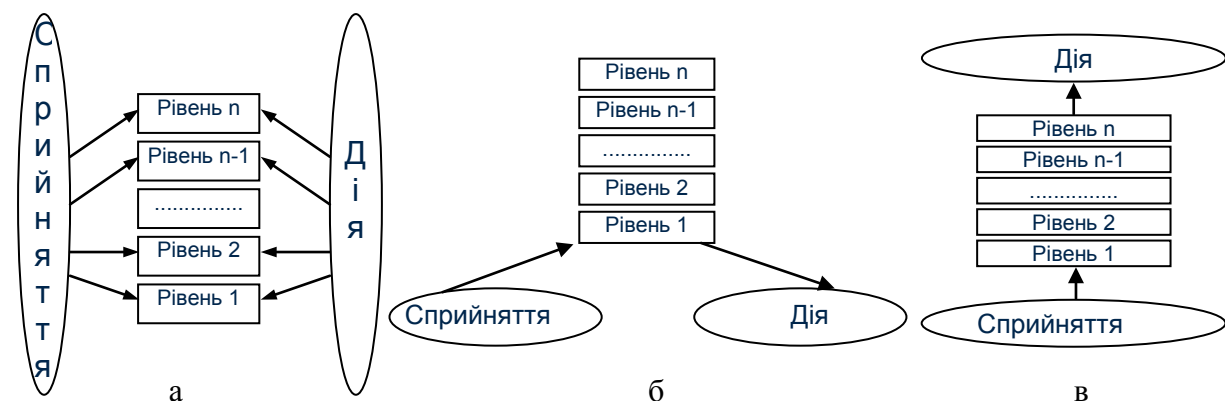 Сприйняття
Рівень n
Рівень n-1
...............
Рівень 2
Рівень 1
Дія
а
Рівень n
Рівень n-1
...............
Рівень 2
Рівень 1
Сприйняття
Дія
б
Дія
Рівень n
Рівень n-1
...............
Рівень 2
Рівень 1
Сприйняття
в